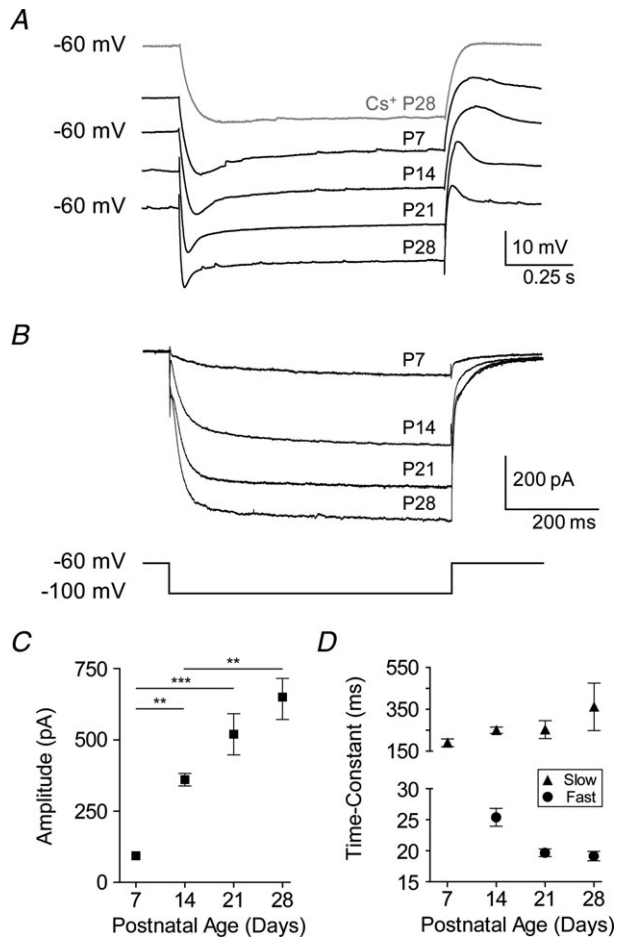 A
-60 mV
Cs⁺ P28
P7
-60 mV
P14
P21
-60 mV
P28
10 mV
0.25 s
B
P7
P14
P21
P28
200 pA
200 ms
-60 mV
-100 mV
C
750
500
250
0
Amplitude (pA)
**
***
**
7 14 21 28
Postnatal Age (Days)
D
550
350
150
25
20
15
Time-Constant (ms)
Slow
Fast
7 14 21 28
Postnatal Age (Days)